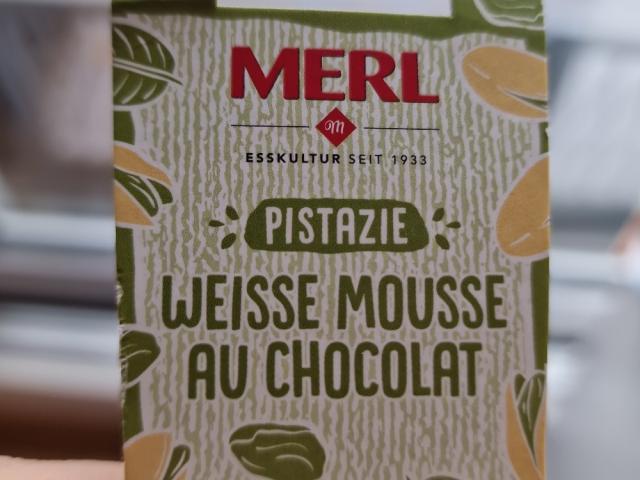 MERL
m
ESSKULTUR SEIT 1933
PISTAZIE
WEISSE MOUSSE
AU CHOCOLAT